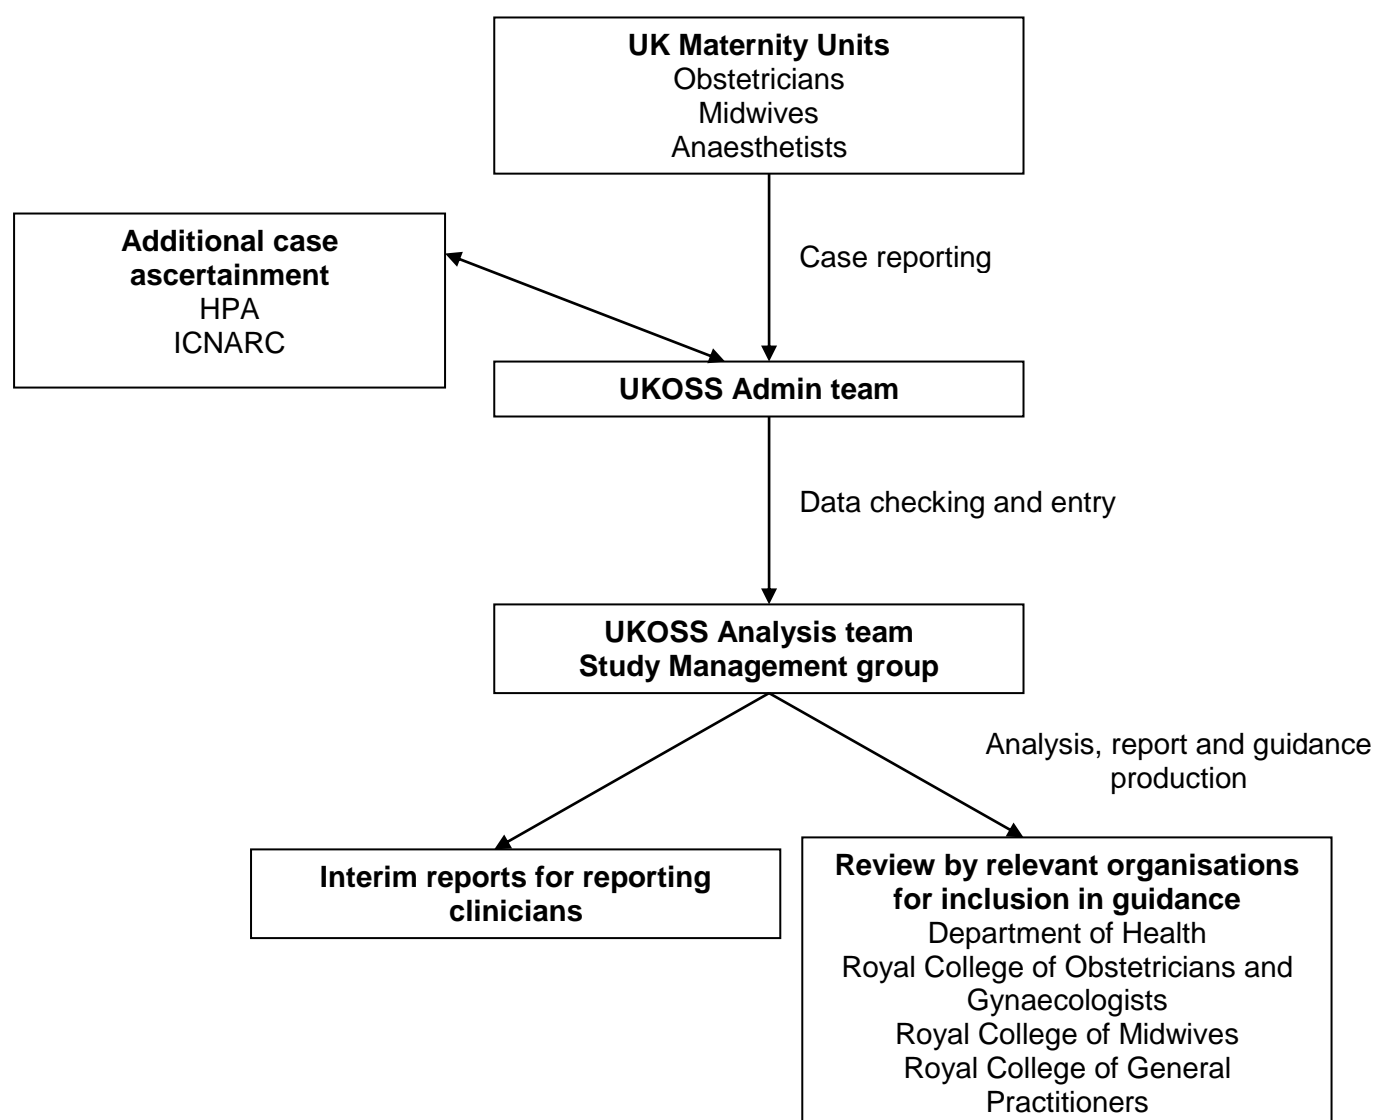 UK Maternity Units
Obstetricians
Midwives
Anaesthetists
Additional case
ascertainment
HPA
ICNARC
Case reporting
UKOSS Admin team
Data checking and entry
UKOSS Analysis team
Study Management group
Analysis, report and guidance
production
Interim reports for reporting
clinicians
Review by relevant organisations
for inclusion in guidance
Department of Health
Royal College of Obstetricians and
Gynaecologists
Royal College of Midwives
Royal College of General
Practitioners